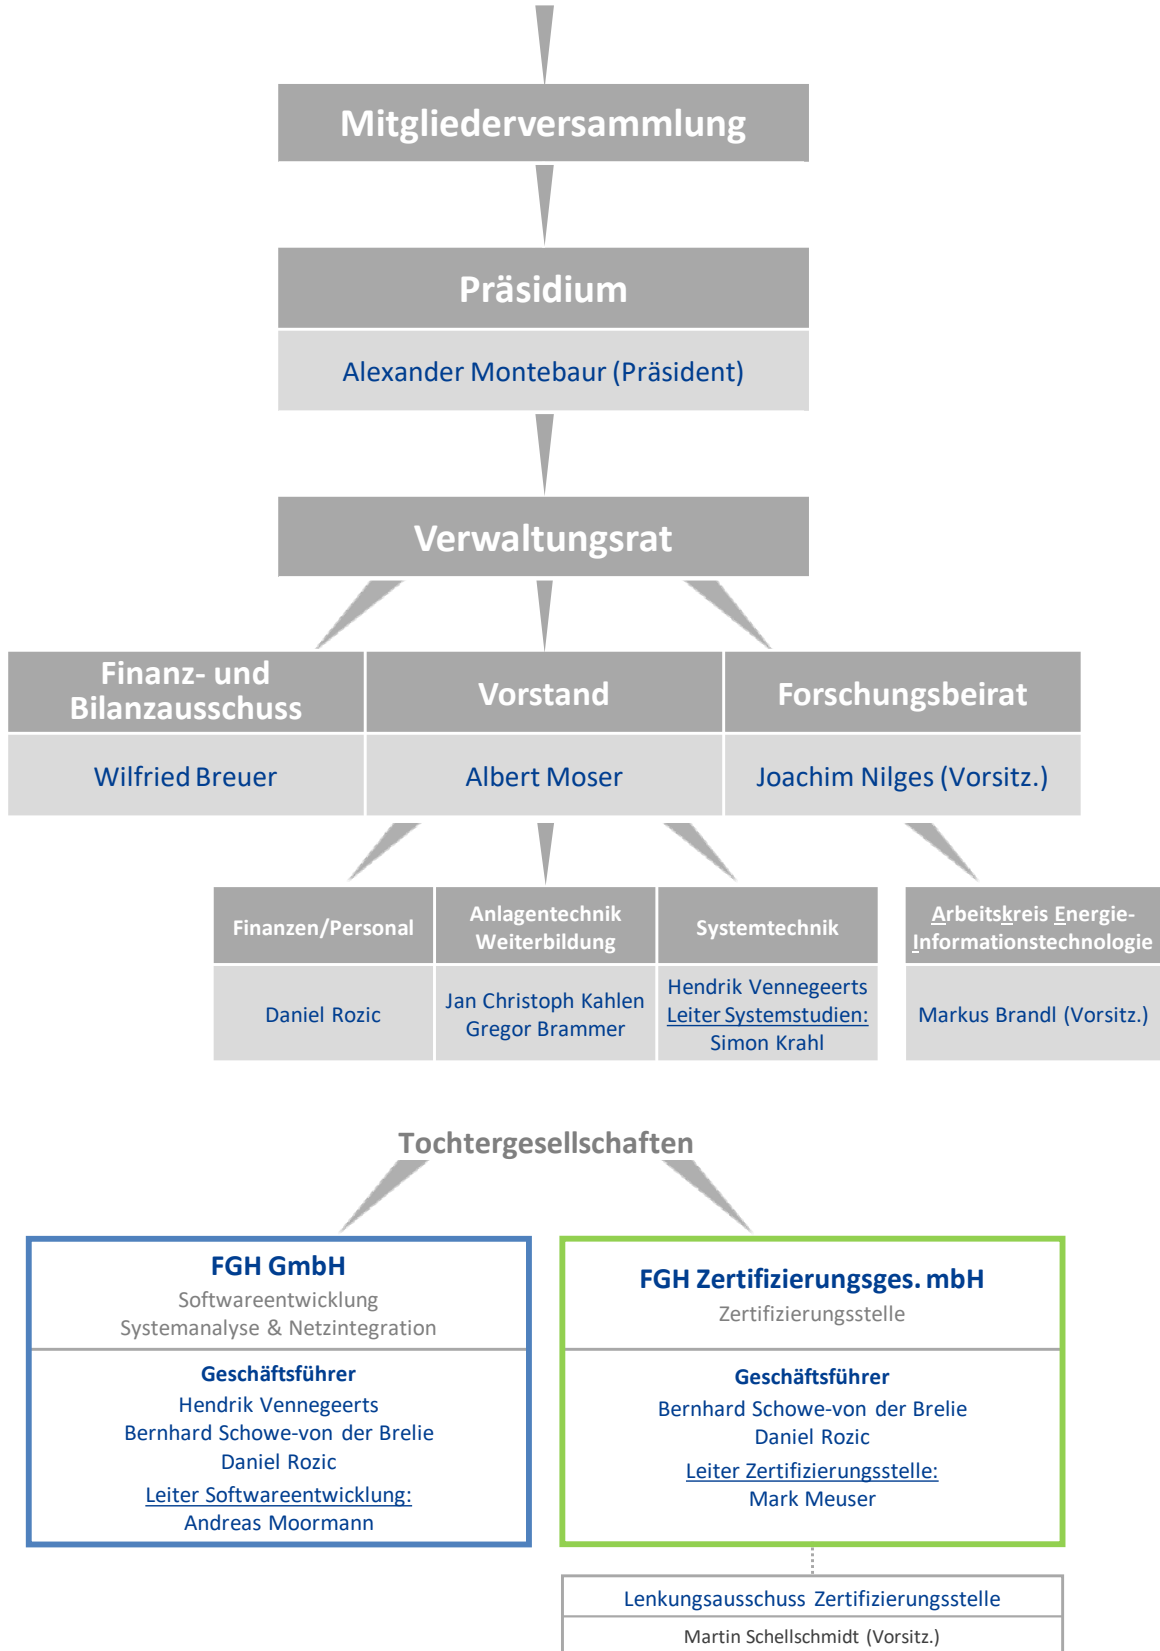 Mitgliederversammlung
Präsidium
Alexander Montebaur (Präsident)
Verwaltungsrat
Finanz- und
Bilanzausschuss
Wilfried Breuer
Vorstand
Albert Moser
Forschungsbeirat
Joachim Nilges (Vorsitz.)
Finanzen/Personal
Daniel Rozic
Anlagentechnik
Weiterbildung
Jan Christoph Kahlen
Gregor Brammer
Systemtechnik
Hendrik Vennegeerts
Leiter Systemstudien:
Simon Krahl
Arbeitskreis Energie-
Informationstechnologie
Markus Brandl (Vorsitz.)
Tochtergesellschaften
FGH GmbH
Softwareentwicklung
Systemanalyse & Netzintegration
Geschäftsführer
Hendrik Vennegeerts
Bernhard Schowe-von der Brelie
Daniel Rozic
Leiter Softwareentwicklung:
Andreas Moormann
FGH Zertifizierungsges. mbH
Zertifizierungsstelle
Geschäftsführer
Bernhard Schowe-von der Brelie
Daniel Rozic
Leiter Zertifizierungsstelle:
Mark Meuser
Lenkungsausschuss Zertifizierungsstelle
Martin Schellschmidt (Vorsitz.)